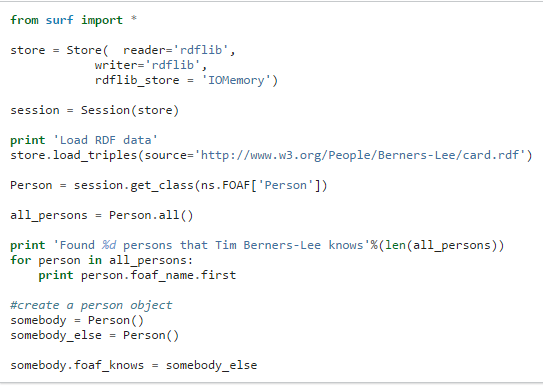 from surf import *
store = Store(  reader='rdflib',
            writer='rdflib',
            rdflib_store = 'IOMemory')
session = Session(store)
print 'Load RDF data'
store.load_triples(source='http://www.w3.org/People/Berners-Lee/card.rdf')
Person = session.get_class(ns.FOAF['Person'])
all_persons = Person.all()
print 'Found %d persons that Tim Berners-Lee knows'%(len(all_persons))
for person in all_persons:
    print person.foaf_name.first
#create a person object
somebody = Person()
somebody_else = Person()
somebody.foaf_knows = somebody_else